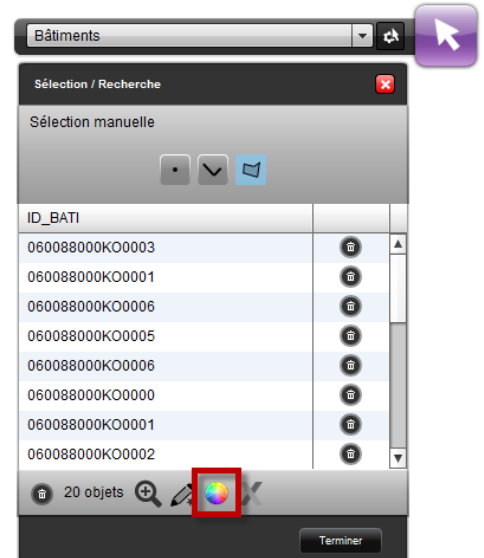 Bâtiments
Sélection / Recherche
Sélection manuelle
ID_BATI
060088000KO0003
060088000KO0001
060088000KO0006
060088000KO0005
060088000KO0006
060088000KO0000
060088000KO0001
060088000KO0002
20 objets
Terminer